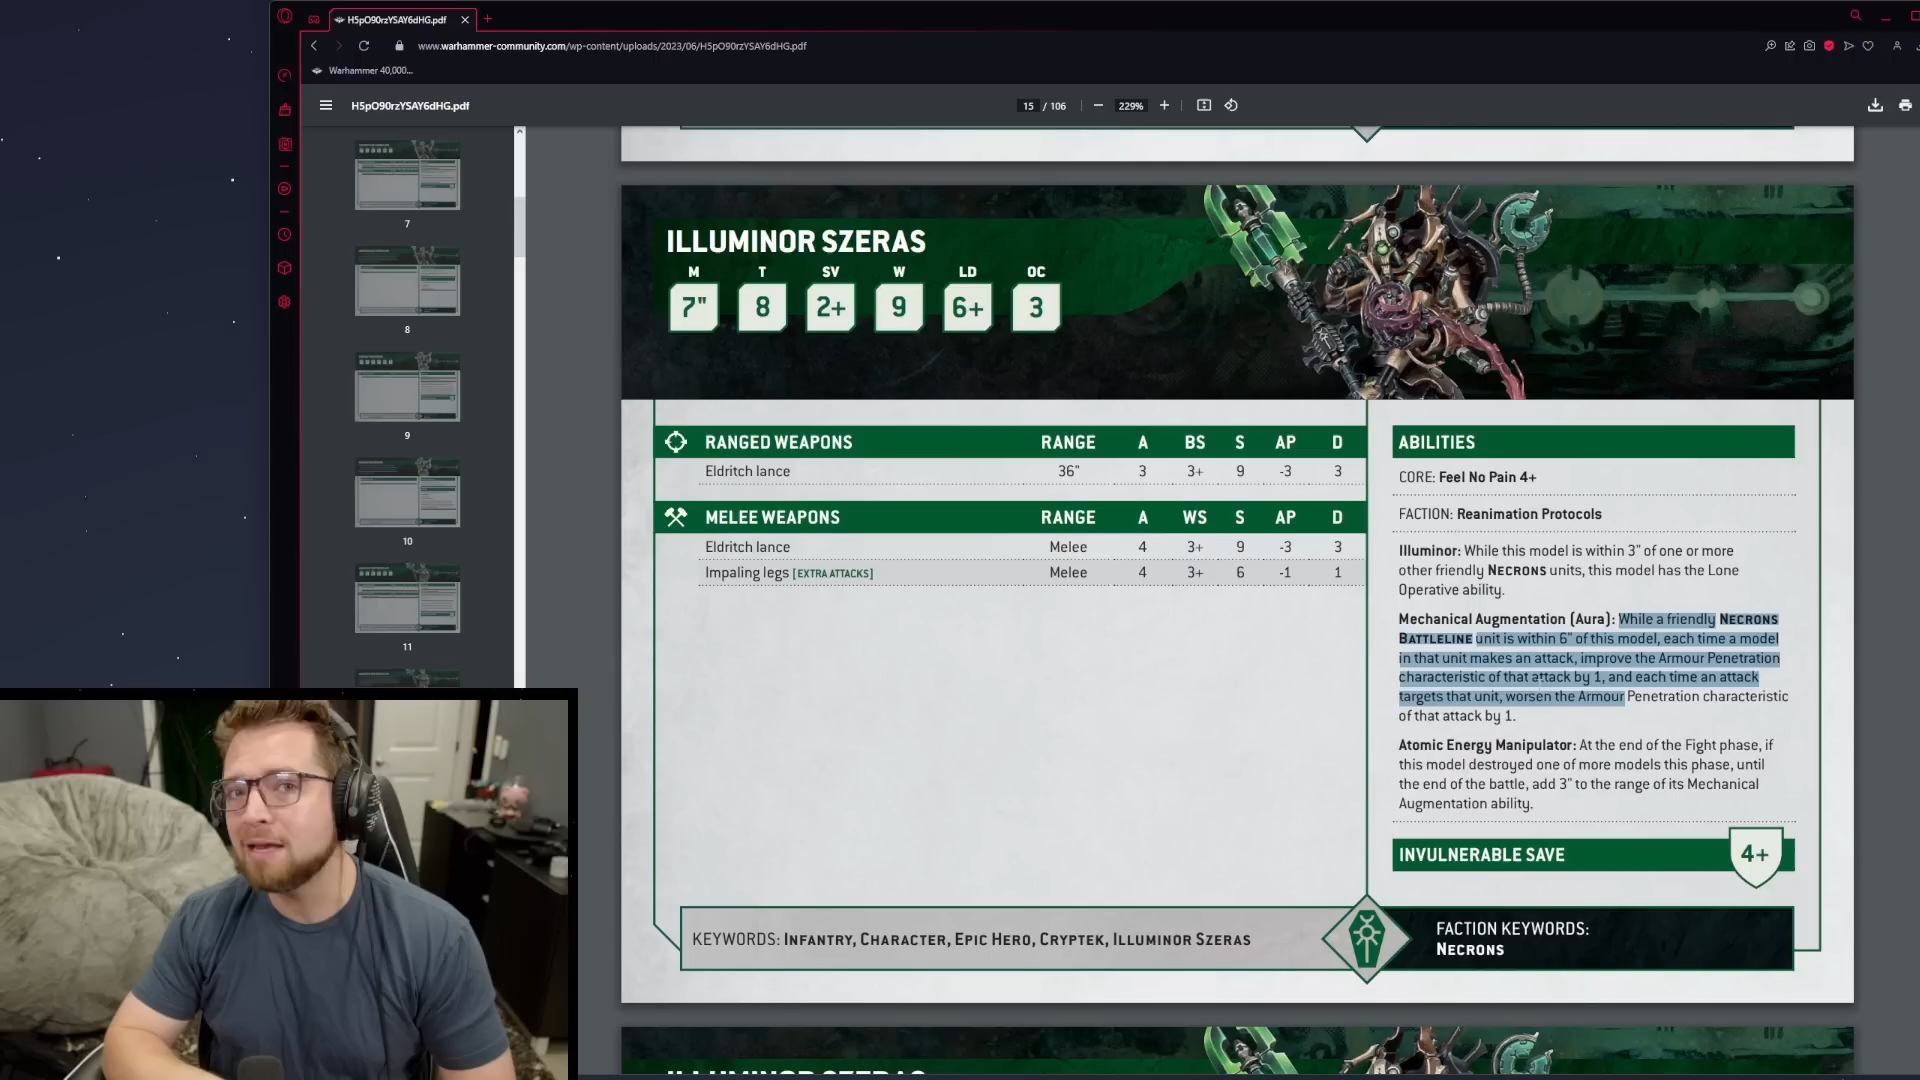 H5pO90rzYSAY6dHG.pdf
www.warhammer-community.com/wp-content/uploads/2023/06/H5pO90rzYSAY6dHG.pdf
Warhammer 40,000...
H5pO90rzYSAY6dHG.pdf
15 / 106
229%
7
8
9
10
11
ILLUMINOR SZERAS
M T SV W LD OC
7" 8 2+ 9 6+ 3
RANGED WEAPONS RANGE A BS S AP D
Eldritch lance 36" 3 3+ 9 -3 3
MELEE WEAPONS RANGE A WS S AP D
Eldritch lance Melee 4 3+ 9 -3 3
Impaling legs [EXTRA ATTACKS] Melee 4 3+ 6 -1 1
ABILITIES
CORE: Feel No Pain 4+
FACTION: Reanimation Protocols
Illuminor: While this model is within 3" of one or more
other friendly NECRONS units, this model has the Lone
Operative ability.
Mechanical Augmentation (Aura): While a friendly NECRONS
BATTLELINE unit is within 6" of this model, each time a model
in that unit makes an attack, improve the Armour Penetration
characteristic of that attack by 1, and each time an attack
targets that unit, worsen the Armour Penetration characteristic
of that attack by 1.
Atomic Energy Manipulator: At the end of the Fight phase, if
this model destroyed one of more models this phase, until
the end of the battle, add 3" to the range of its Mechanical
Augmentation ability.
INVULNERABLE SAVE 4+
KEYWORDS: INFANTRY, CHARACTER, EPIC HERO, CRYPTEK, ILLUMINOR SZERAS
FACTION KEYWORDS:
NECRONS
ILLUMINOR SZERAS